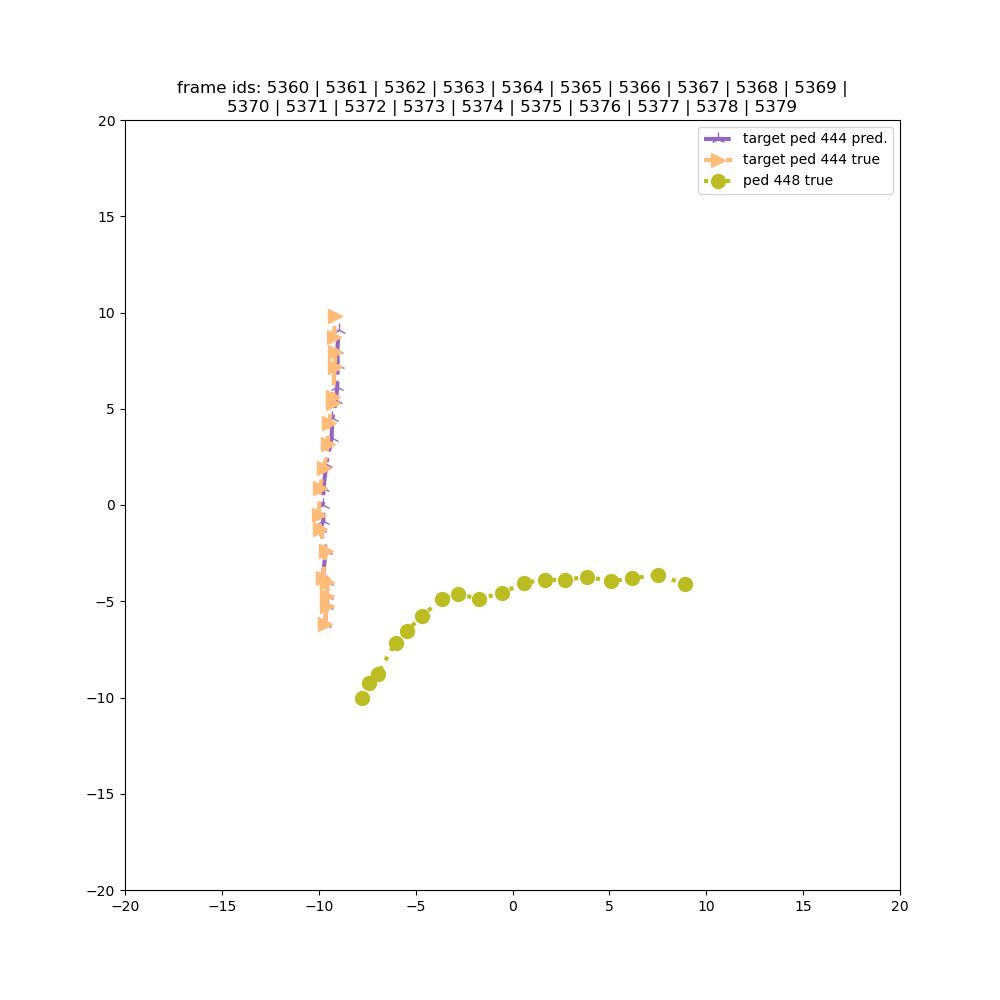 frame ids: 5360 | 5361 | 5362 | 5363 | 5364 | 5365 | 5366 | 5367 | 5368 | 5369 |
5370 | 5371 | 5372 | 5373 | 5374 | 5375 | 5376 | 5377 | 5378 | 5379
target ped 444 pred.
target ped 444 true
ped 448 true
20
15
10
5
0
−5
−10
−15
−20
−20 −15 −10 −5 0 5 10 15 20